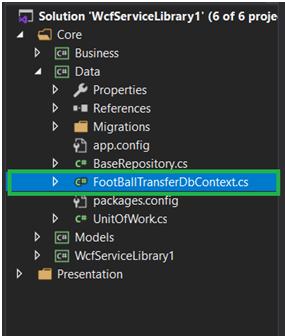 Solution 'WcfServiceLibrary1' (6 of 6 proje
Core
C# Business
C# Data
Properties
References
Migrations
app.config
C# BaseRepository.cs
C# FootBallTransferDbContext.cs
packages.config
C# UnitOfWork.cs
C# Models
C# WcfServiceLibrary1
Presentation